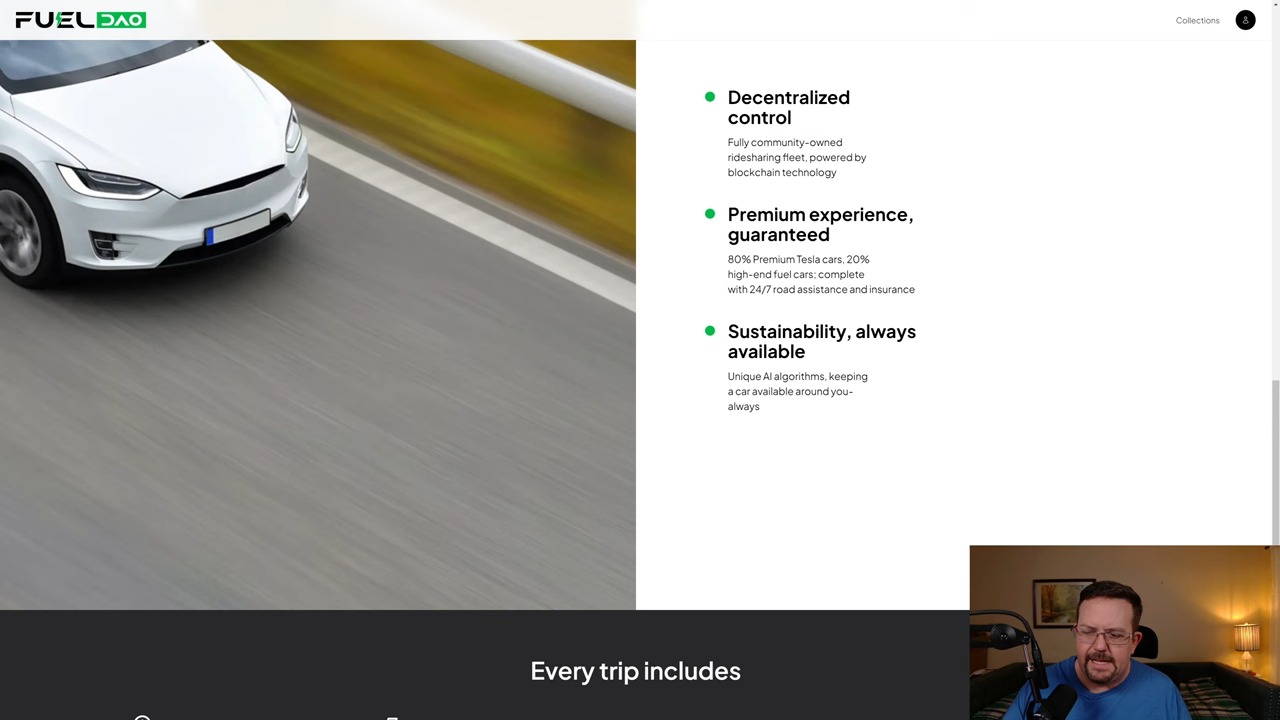 FUEL DAO
Collections
Decentralized
control
Fully community-owned
ridesharing fleet, powered by
blockchain technology
Premium experience,
guaranteed
80% Premium Tesla cars, 20%
high-end fuel cars; complete
with 24/7 road assistance and insurance
Sustainability, always
available
Unique AI algorithms, keeping
a car available around you-
always
Every trip includes